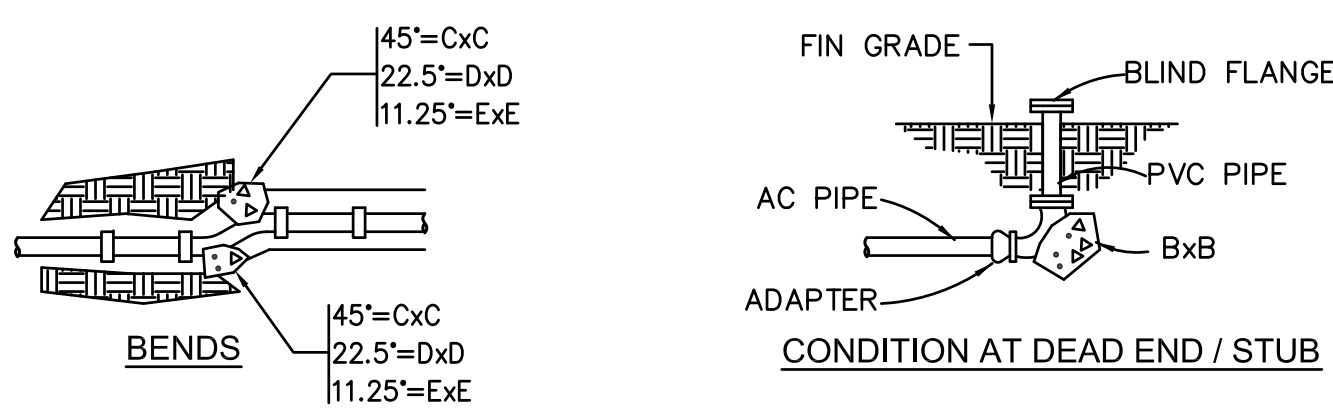 45°=CxC
22.5°=DxD
11.25°=ExE
45°=CxC
22.5°=DxD
11.25°=ExE
BENDS
FIN GRADE
BLIND FLANGE
PVC PIPE
AC PIPE
BxB
ADAPTER
CONDITION AT DEAD END / STUB